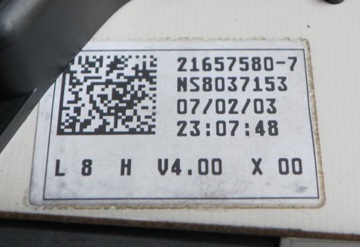 21657580-7
NS8037153
07/02/03
23:07:48
L 8 H V4.00 X 00